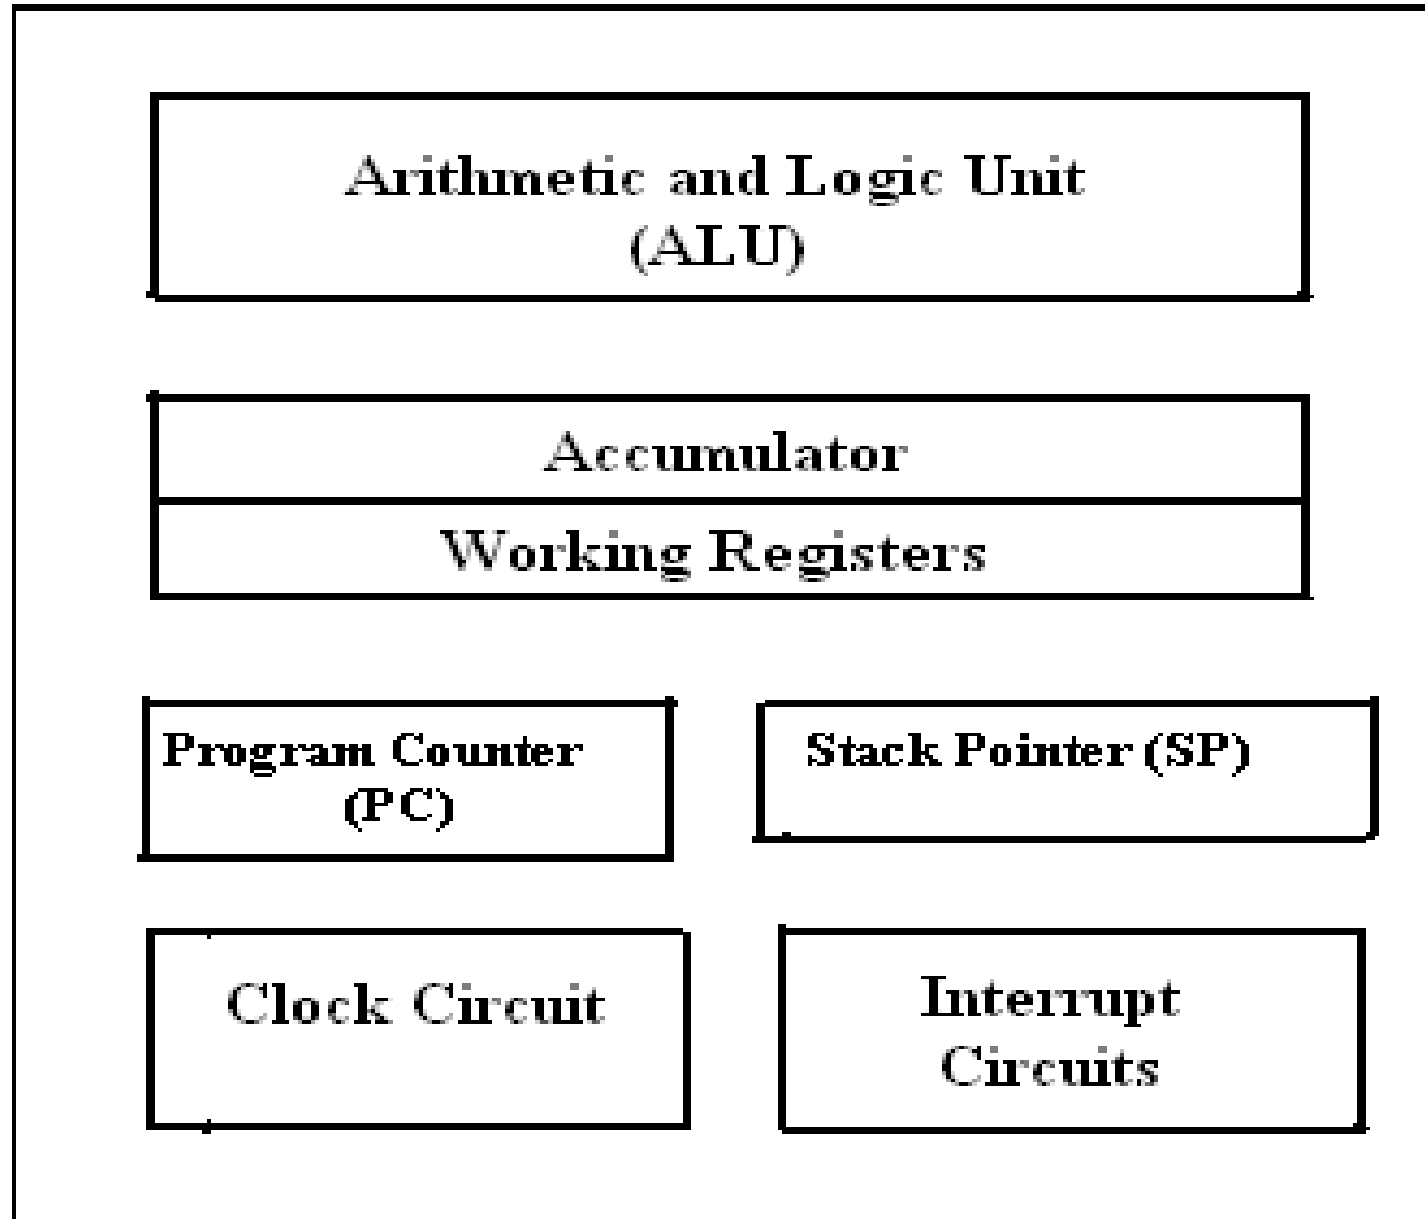 Arithmetic and Logic Unit
(ALU)
Accumulator
Working Registers
Program Counter
(PC)
Stack Pointer (SP)
Clock Circuit
Interrupt
Circuits